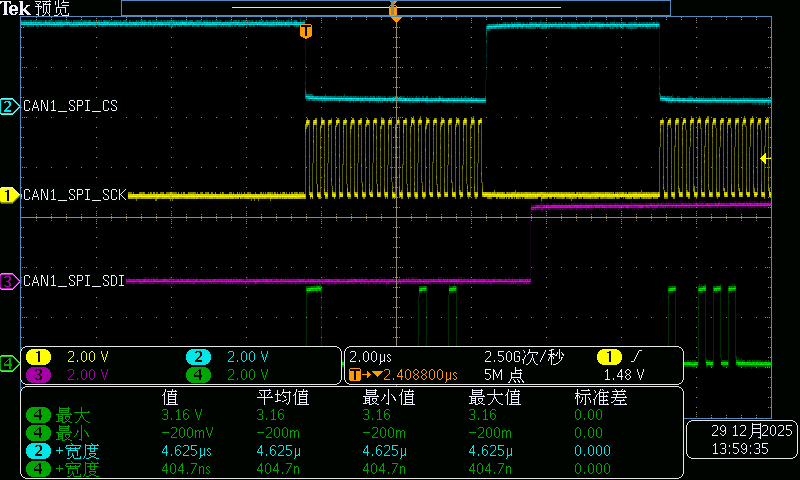 Tek 预览
T
T
2 CAN1_SPI_CS
1 CAN1_SPI_SCK
3 CAN1_SPI_SDI
4
1 2.00 V 2 2.00 V 2.00μs 2.50G次/秒 1 1.48 V
3 2.00 V 4 2.00 V T→▼2.408800μs 5M 点
值 平均值 最小值 最大值 标准差
4 最大 3.16 V 3.16 3.16 3.16 0.00
4 最小 -200mV -200m -200m -200m 0.00
2 +宽度 4.625μs 4.625μ 4.625μ 4.625μ 0.000
4 +宽度 404.7ns 404.7n 404.7n 404.7n 0.000
29 12月2025
13:59:35